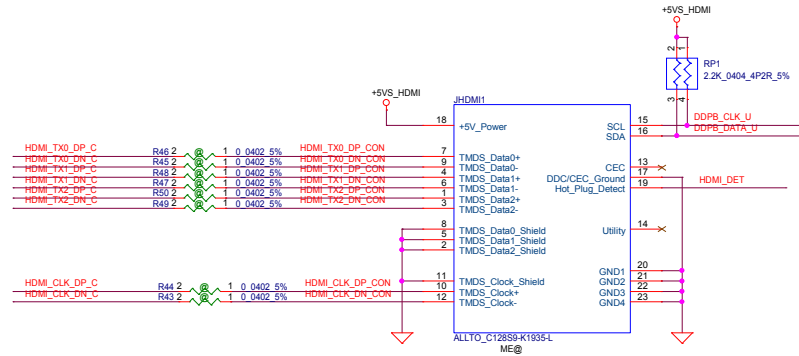 +5VS_HDMI
2 1
RP1
2.2K_0404_4P2R_5%
3 4
+5VS_HDMI
JHDMI1
18 +5V_Power
SCL 15 DDPB_CLK_U
SDA 16 DDPB_DATA_U
HDMI_TX0_DP_C R46 2 @ 1 0_0402_5% HDMI_TX0_DP_CON 7 TMDS_Data0+
HDMI_TX0_DN_C R45 2 @ 1 0_0402_5% HDMI_TX0_DN_CON 9 TMDS_Data0-
CEC 13
HDMI_TX1_DP_C R48 2 @ 1 0_0402_5% HDMI_TX1_DP_CON 4 TMDS_Data1+
DDC/CEC_Ground 17
HDMI_TX1_DN_C R47 2 @ 1 0_0402_5% HDMI_TX1_DN_CON 6 TMDS_Data1-
Hot_Plug_Detect 19 HDMI_DET
HDMI_TX2_DP_C R50 2 @ 1 0_0402_5% HDMI_TX2_DP_CON 1 TMDS_Data2+
HDMI_TX2_DN_C R49 2 @ 1 0_0402_5% HDMI_TX2_DN_CON 3 TMDS_Data2-
8 TMDS_Data0_Shield
Utility 14
5 TMDS_Data1_Shield
2 TMDS_Data2_Shield
GND1 20
11 TMDS_Clock_Shield
GND2 21
HDMI_CLK_DP_C R44 2 @ 1 0_0402_5% HDMI_CLK_DP_CON 10 TMDS_Clock+
GND3 22
HDMI_CLK_DN_C R43 2 @ 1 0_0402_5% HDMI_CLK_DN_CON 12 TMDS_Clock-
GND4 23
ALLTO_C128S9-K1935-L
ME@